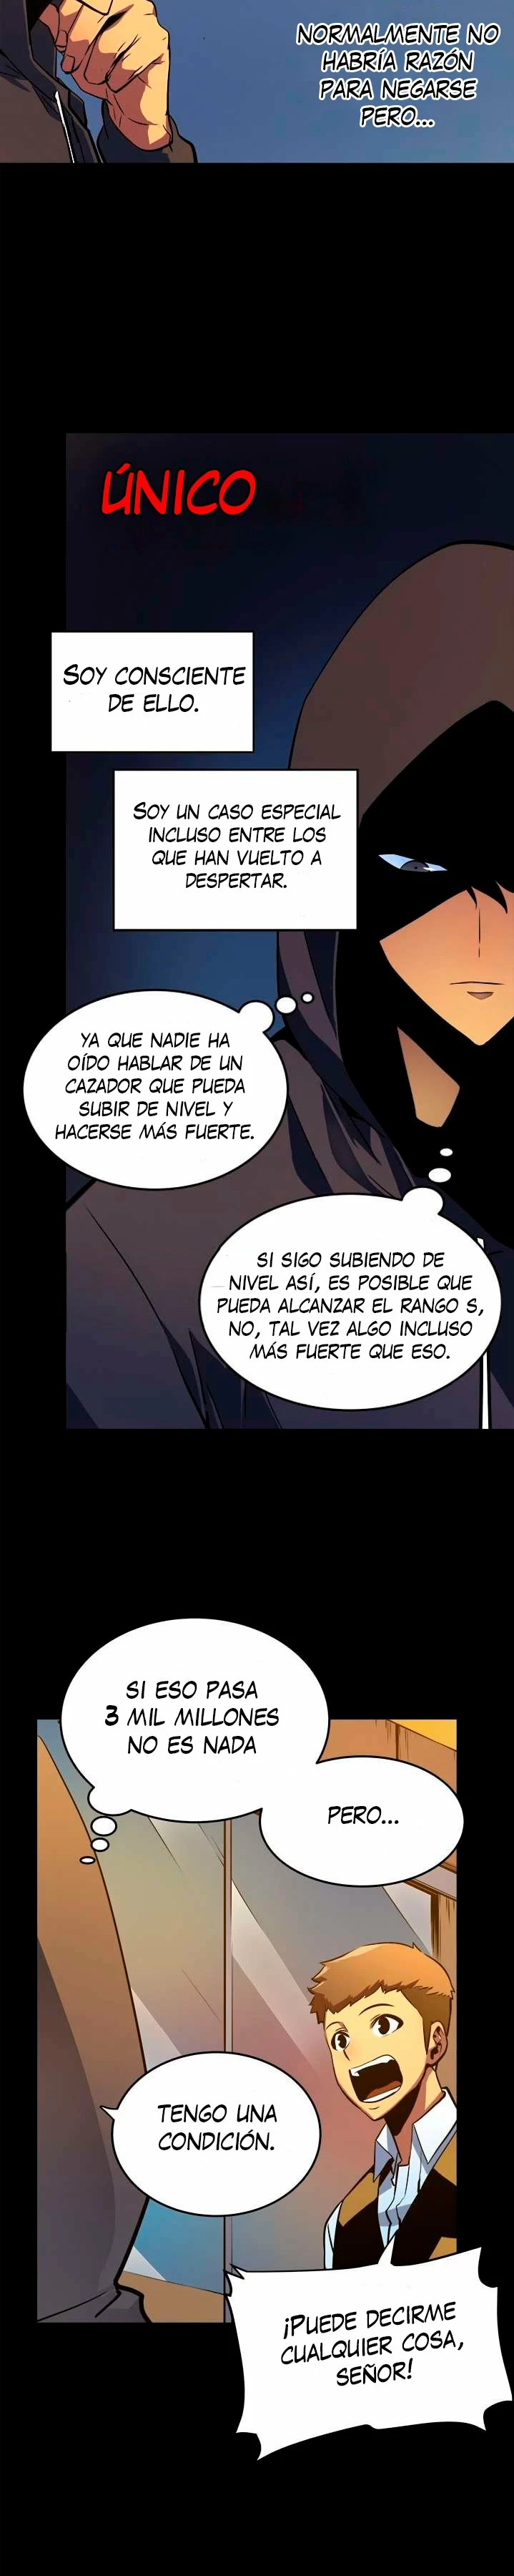 NORMALMENTE NO
HABRÍA RAZÓN
PARA NEGARSE
PERO...
ÚNICO
SOY CONSCIENTE
DE ELLO.
SOY UN CASO ESPECIAL
INCLUSO ENTRE LOS
QUE HAN VUELTO A
DESPERTAR.
YA QUE NADIE HA
OÍDO HABLAR DE UN
CAZADOR QUE PUEDA
SUBIR DE NIVEL Y
HACERSE MÁS FUERTE.
SI SIGO SUBIENDO DE
NIVEL ASÍ, ES POSIBLE QUE
PUEDA ALCANZAR EL RANGO S,
NO, TAL VEZ ALGO INCLUSO
MÁS FUERTE QUE ESO.
SI ESO PASA
3 MIL MILLONES
NO ES NADA
PERO...
TENGO UNA
CONDICIÓN.
¡PUEDE DECIRME
CUALQUIER COSA,
SEÑOR!